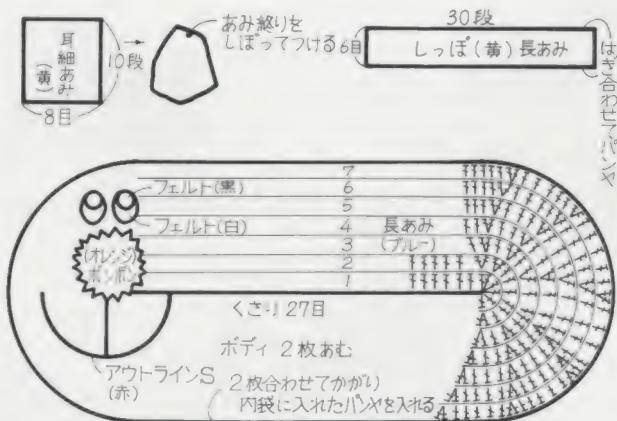 耳細あみ
(黄)
10段
8目
あみ終りを
しぼってつける
30段
6目
しっぽ(黄)長あみ
はぎ合わせてパンヤ
フェルト(黒)
フェルト(白)
(オレンジ)
ボンボン
7
6
5
4
3
2
1
長あみ
(ブルー)
くさり27目
ボディ 2枚あむ
アウトラインS
(赤)
2枚合わせてかがり
内袋に入れたパンヤを入れる